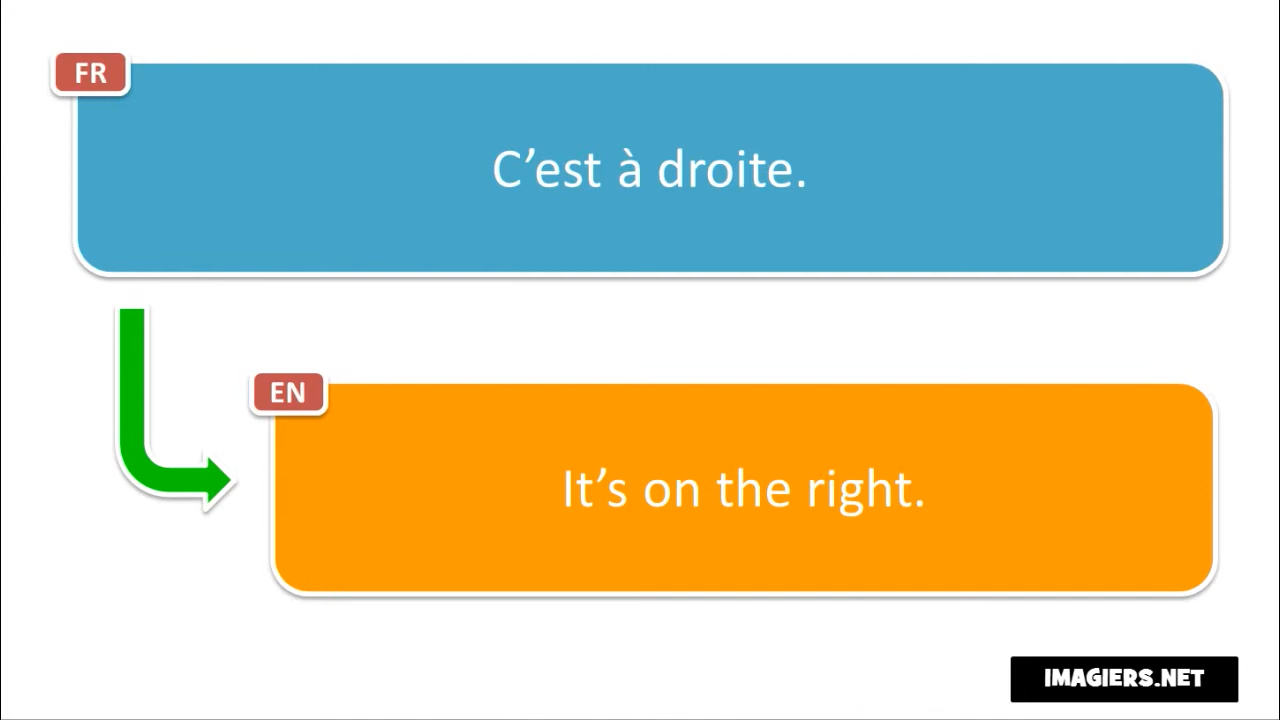 FR
C’est à droite.
EN
It’s on the right.
IMAGIERS.NET